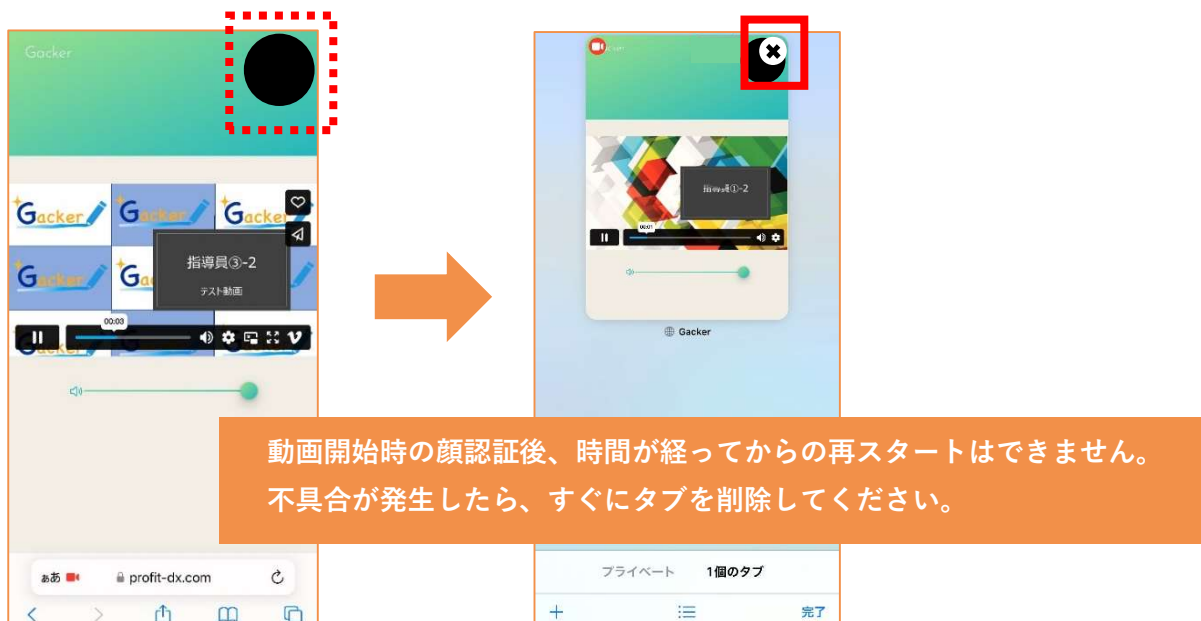 Gacker
Gacker Gacker Gacker
指導員③-2
テスト動画
Gacker
00:03
ぁあ
profit-dx.com
指導員①-2
00:01
Gacker
動画開始時の顔認証後、時間が経ってからの再スタートはできません。
不具合が発生したら、すぐにタブを削除してください。
プライベート 1個のタブ
完了